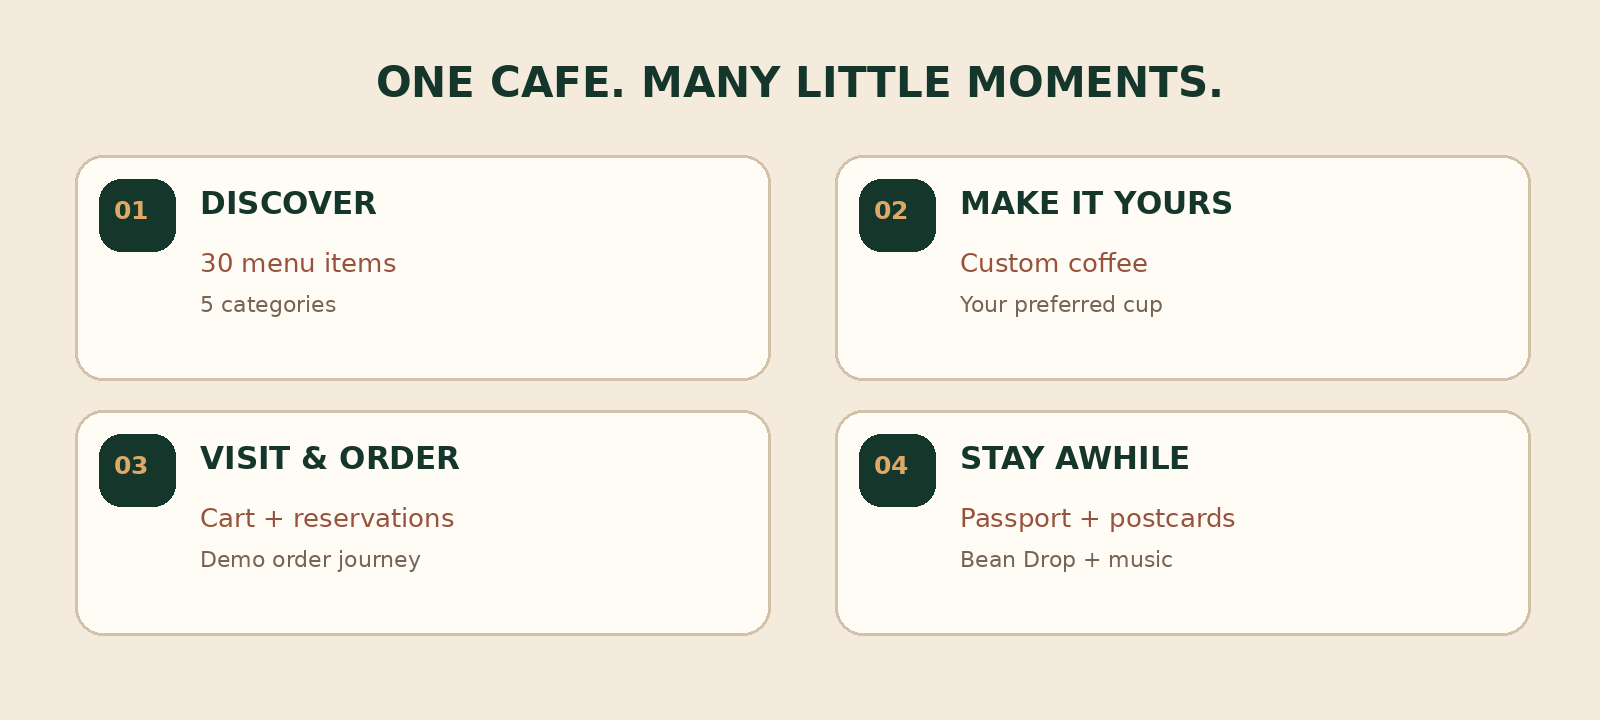 ONE CAFE. MANY LITTLE MOMENTS.
01
DISCOVER
30 menu items
5 categories
02
MAKE IT YOURS
Custom coffee
Your preferred cup
03
VISIT & ORDER
Cart + reservations
Demo order journey
04
STAY AWHILE
Passport + postcards
Bean Drop + music